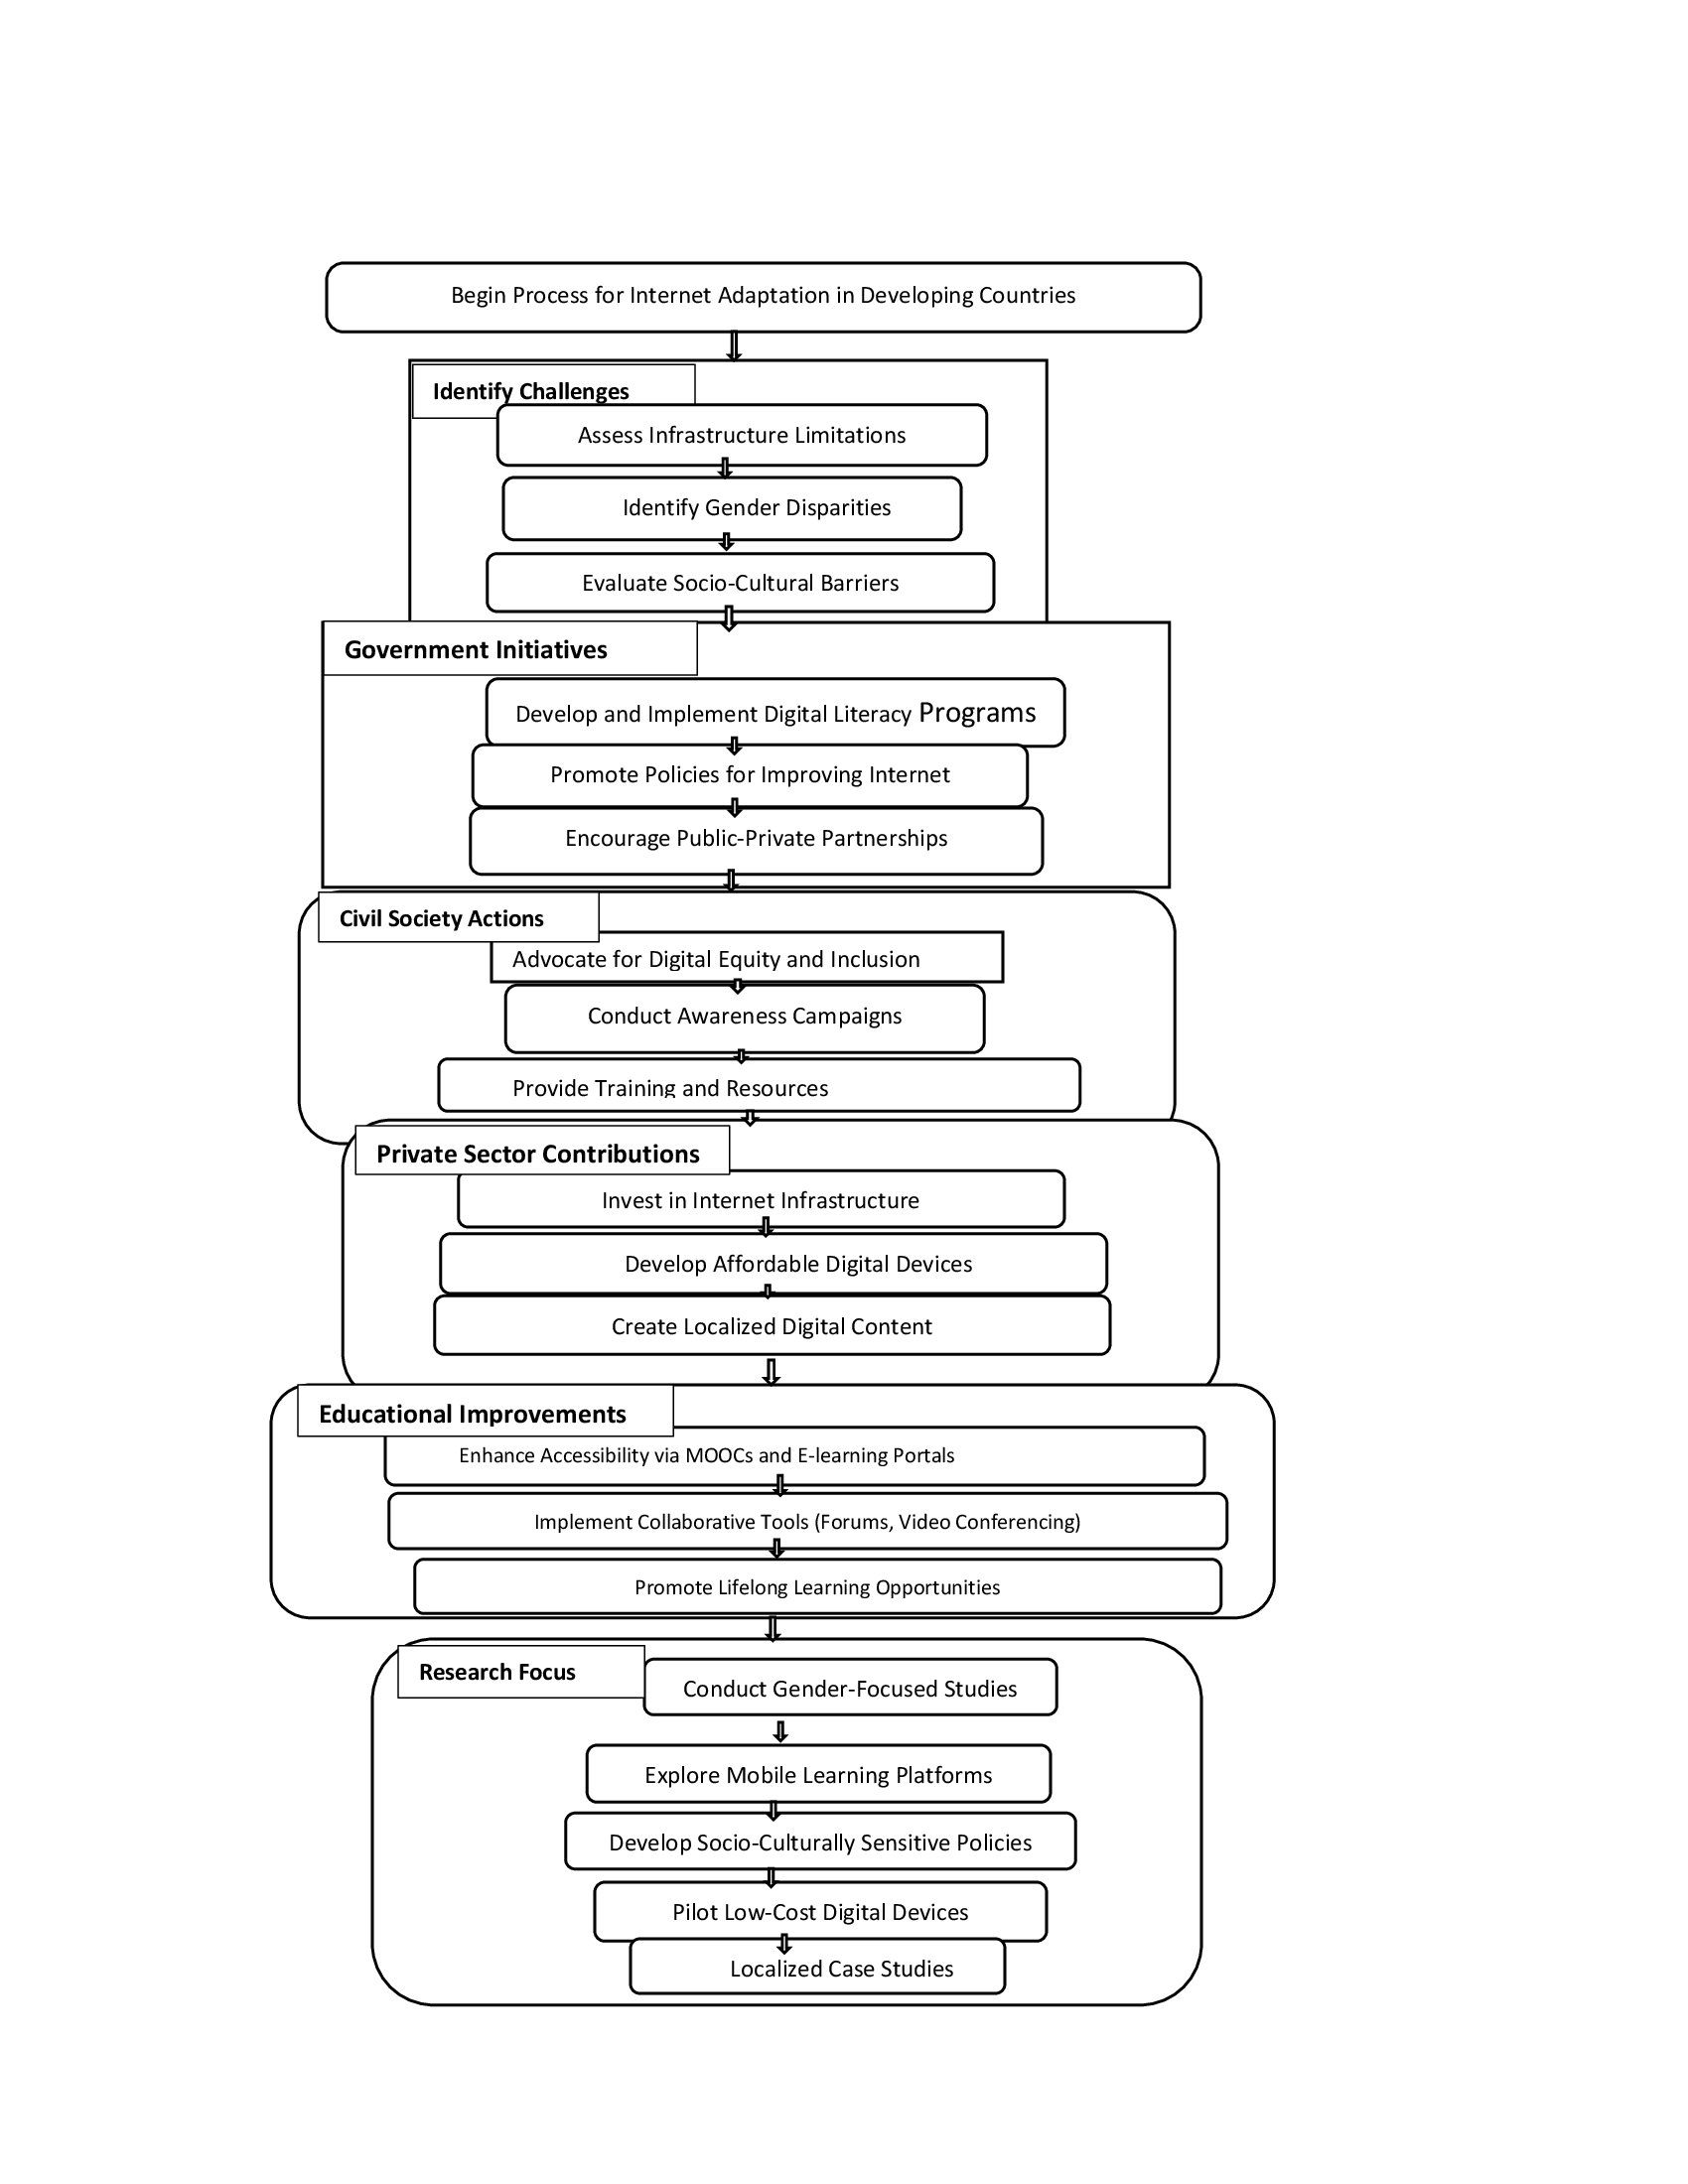 Begin Process for Internet Adaptation in Developing Countries
Identify Challenges
Assess Infrastructure Limitations
Identify Gender Disparities
Evaluate Socio-Cultural Barriers
Government Initiatives
Develop and Implement Digital Literacy Programs
Promote Policies for Improving Internet
Encourage Public-Private Partnerships
Civil Society Actions
Advocate for Digital Equity and Inclusion
Conduct Awareness Campaigns
Provide Training and Resources
Private Sector Contributions
Invest in Internet Infrastructure
Develop Affordable Digital Devices
Create Localized Digital Content
Educational Improvements
Enhance Accessibility via MOOCs and E-learning Portals
Implement Collaborative Tools (Forums, Video Conferencing)
Promote Lifelong Learning Opportunities
Research Focus
Conduct Gender-Focused Studies
Explore Mobile Learning Platforms
Develop Socio-Culturally Sensitive Policies
Pilot Low-Cost Digital Devices
Localized Case Studies